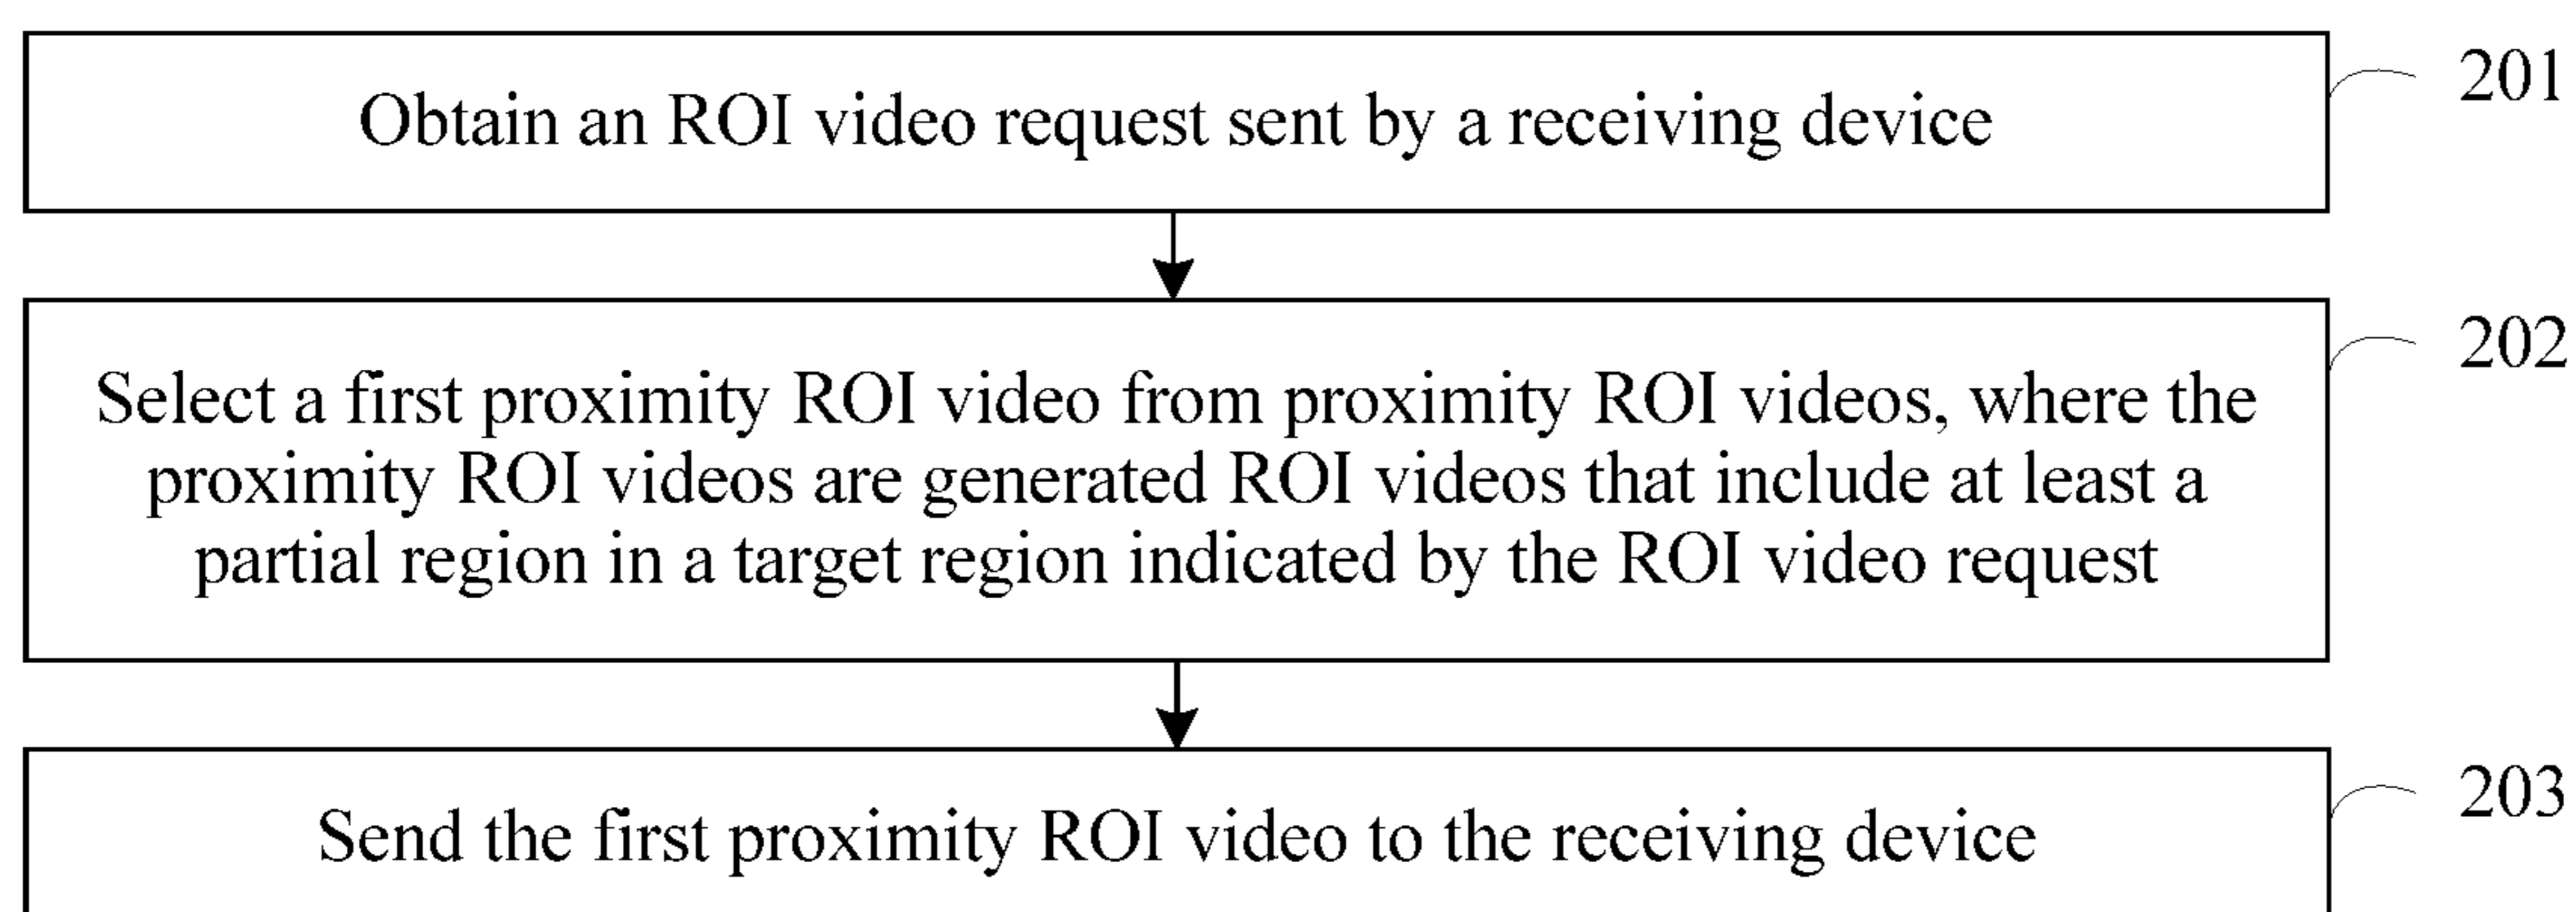 Obtain an ROI video request sent by a receiving device
201
Select a first proximity ROI video from proximity ROI videos, where the
proximity ROI videos are generated ROI videos that include at least a
partial region in a target region indicated by the ROI video request
202
Send the first proximity ROI video to the receiving device
203